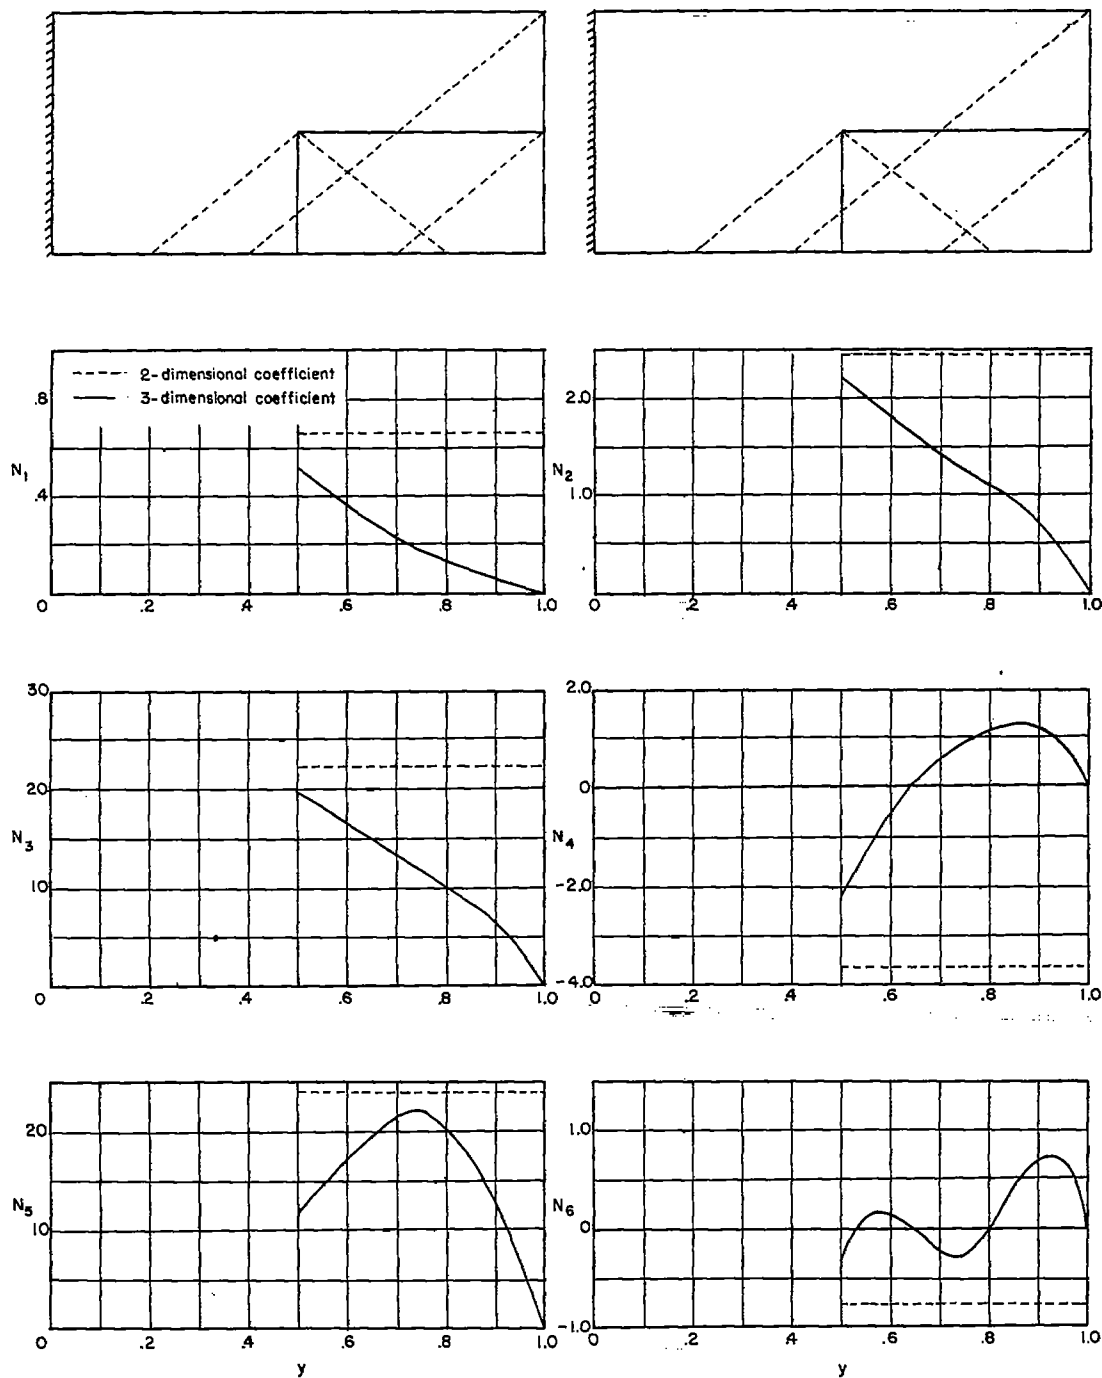 2-dimensional coefficient
3-dimensional coefficient
.8
N1
.4
0 .2 .4 .6 .8 1.0
2.0
N2
1.0
0 .2 .4 .6 .8 1.0
30
20
N3
10
0 .2 .4 .6 .8 1.0
2.0
0
N4
-2.0
-4.0
0 .2 .4 .6 .8 1.0
20
N5
10
0 .2 .4 .6 .8 1.0
y
1.0
N6
0
-1.0
0 .2 .4 .6 .8 1.0
y